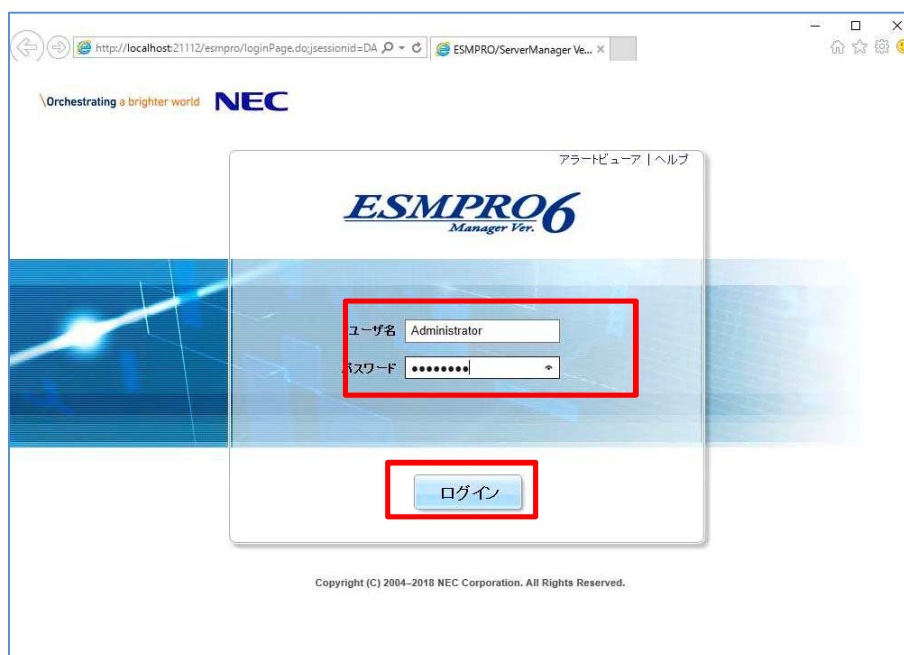 http://localhost:21112/esmpro/loginPage.do;jsessionid=DA
ESMPRO/ServerManager Ve...
\Orchestrating a brighter world NEC
アラートビューア | ヘルプ
ESMPRO6
Manager Ver.
ユーザ名 Administrator
パスワード ••••••••
ログイン
Copyright (C) 2004-2018 NEC Corporation. All Rights Reserved.